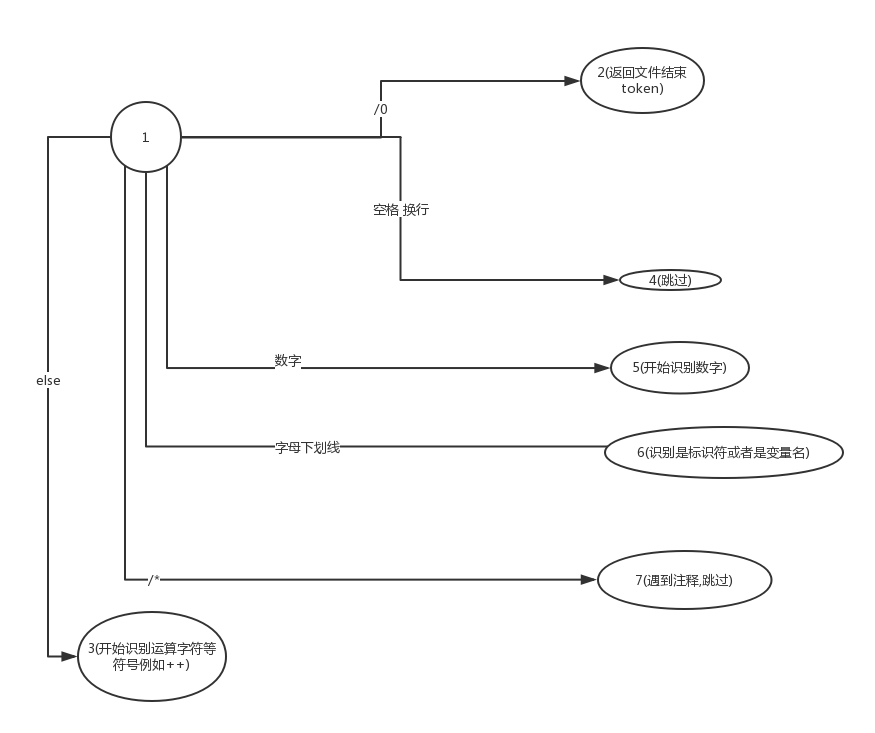 2(返回文件结束
token)
/0
1
空格 换行
4(跳过)
数字
5(开始识别数字)
else
字母下划线
6(识别是标识符或者是变量名)
/*
7(遇到注释,跳过)
3(开始识别运算字符等
符号例如++)